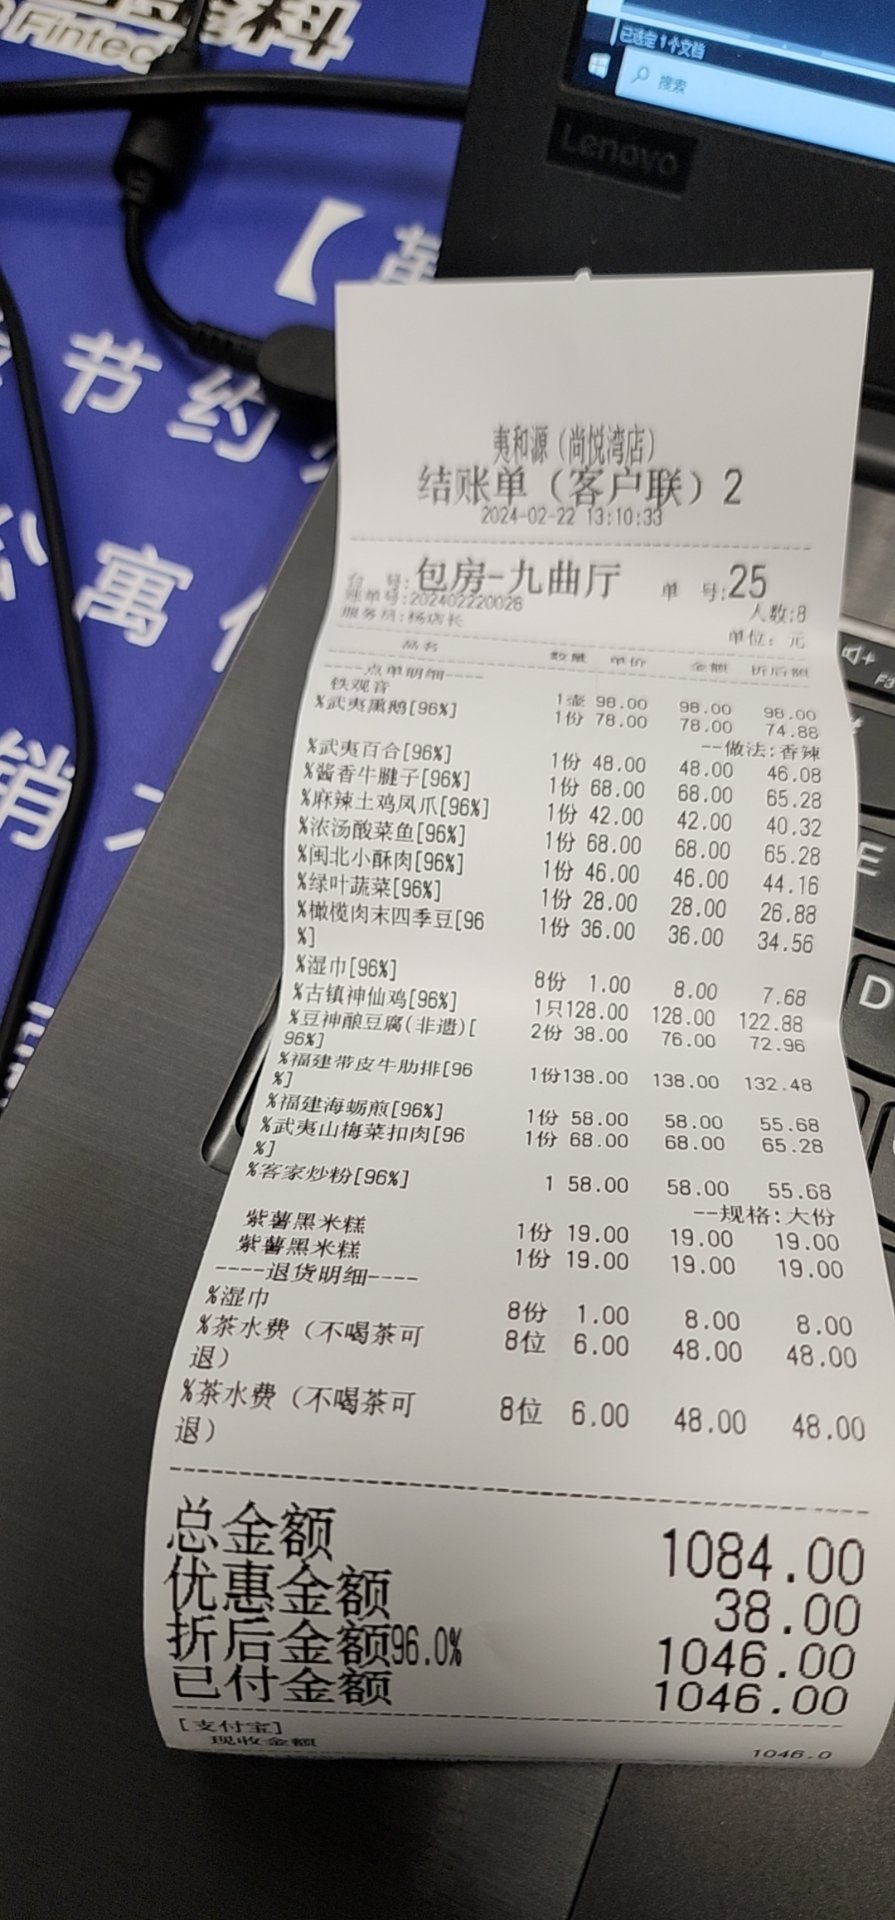 Fintech
已选定 1 个文档
搜索
Lenovo
【
节约
寓
销
夷和源（尚悦湾店）
结账单（客户联）2
2024-02-22 13:10:33
台 号: 包房-九曲厅 单 号:25
账单号:202402220026 人数:8
服务员:杨店长 单位: 元
品名 数量 单价 金额 折后额
----点单明细----
铁观音 1壶 98.00 98.00 98.00
%武夷熏鹅[96%] 1份 78.00 78.00 74.88
--做法:香辣
%武夷百合[96%] 1份 48.00 48.00 46.08
%酱香牛腱子[96%] 1份 68.00 68.00 65.28
%麻辣土鸡凤爪[96%] 1份 42.00 42.00 40.32
%浓汤酸菜鱼[96%] 1份 68.00 68.00 65.28
%闽北小酥肉[96%] 1份 46.00 46.00 44.16
%绿叶蔬菜[96%] 1份 28.00 28.00 26.88
%橄榄肉末四季豆[96 1份 36.00 36.00 34.56
%]
%湿巾[96%] 8份 1.00 8.00 7.68
%古镇神仙鸡[96%] 1只128.00 128.00 122.88
%豆神酿豆腐(非遗)[ 2份 38.00 76.00 72.96
96%]
%福建带皮牛肋排[96 1份138.00 138.00 132.48
%]
%福建海蛎煎[96%] 1份 58.00 58.00 55.68
%武夷山梅菜扣肉[96 1份 68.00 68.00 65.28
%]
%客家炒粉[96%] 1 58.00 58.00 55.68
--规格:大份
紫薯黑米糕 1份 19.00 19.00 19.00
紫薯黑米糕 1份 19.00 19.00 19.00
----退货明细----
%湿巾 8份 1.00 8.00 8.00
%茶水费（不喝茶可 8位 6.00 48.00 48.00
退）
%茶水费（不喝茶可 8位 6.00 48.00 48.00
退）
总金额 1084.00
优惠金额 38.00
折后金额96.0% 1046.00
已付金额 1046.00
[支付宝]
现收金额 1046.0
E
D